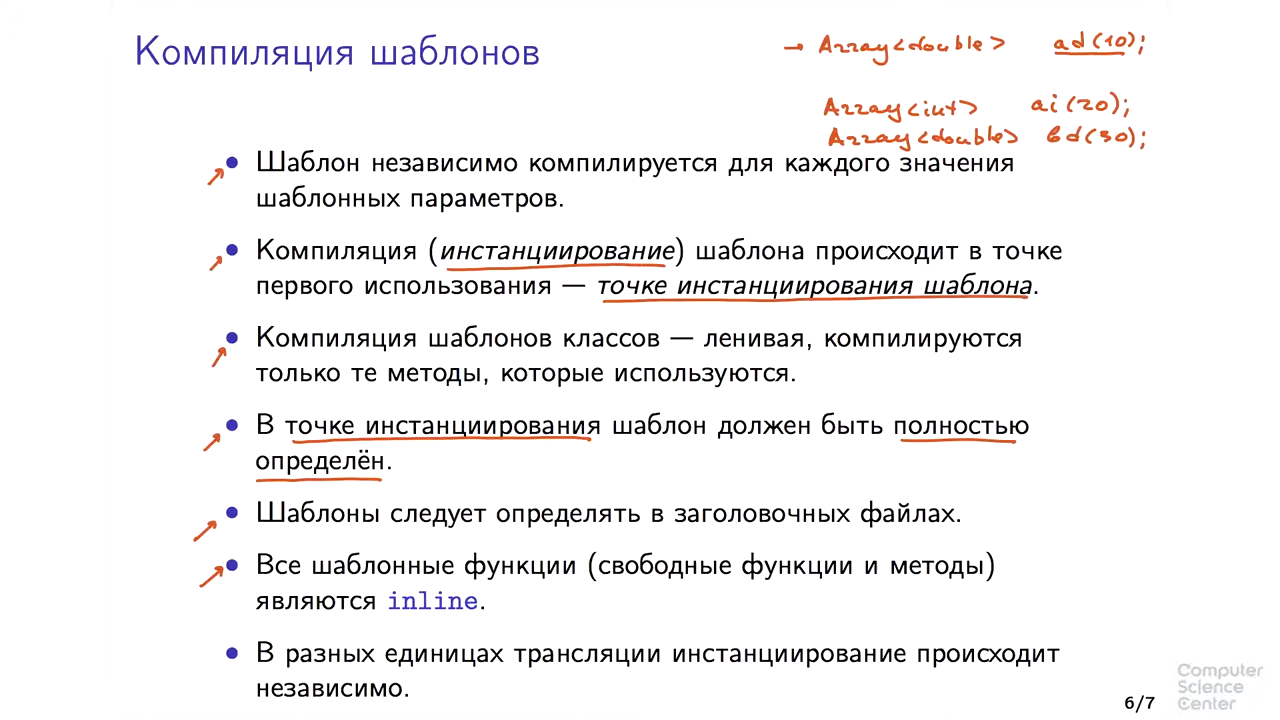 Компиляция шаблонов
→ Array<double> ad(10);
Array<int> ai(20);
Array<double> bd(30);
• Шаблон независимо компилируется для каждого значения
шаблонных параметров.
• Компиляция (инстанциирование) шаблона происходит в точке
первого использования — точке инстанциирования шаблона.
• Компиляция шаблонов классов — ленивая, компилируются
только те методы, которые используются.
• В точке инстанциирования шаблон должен быть полностью
определён.
• Шаблоны следует определять в заголовочных файлах.
• Все шаблонные функции (свободные функции и методы)
являются inline.
• В разных единицах трансляции инстанциирование происходит
независимо.
6/7
Computer
Science
Center